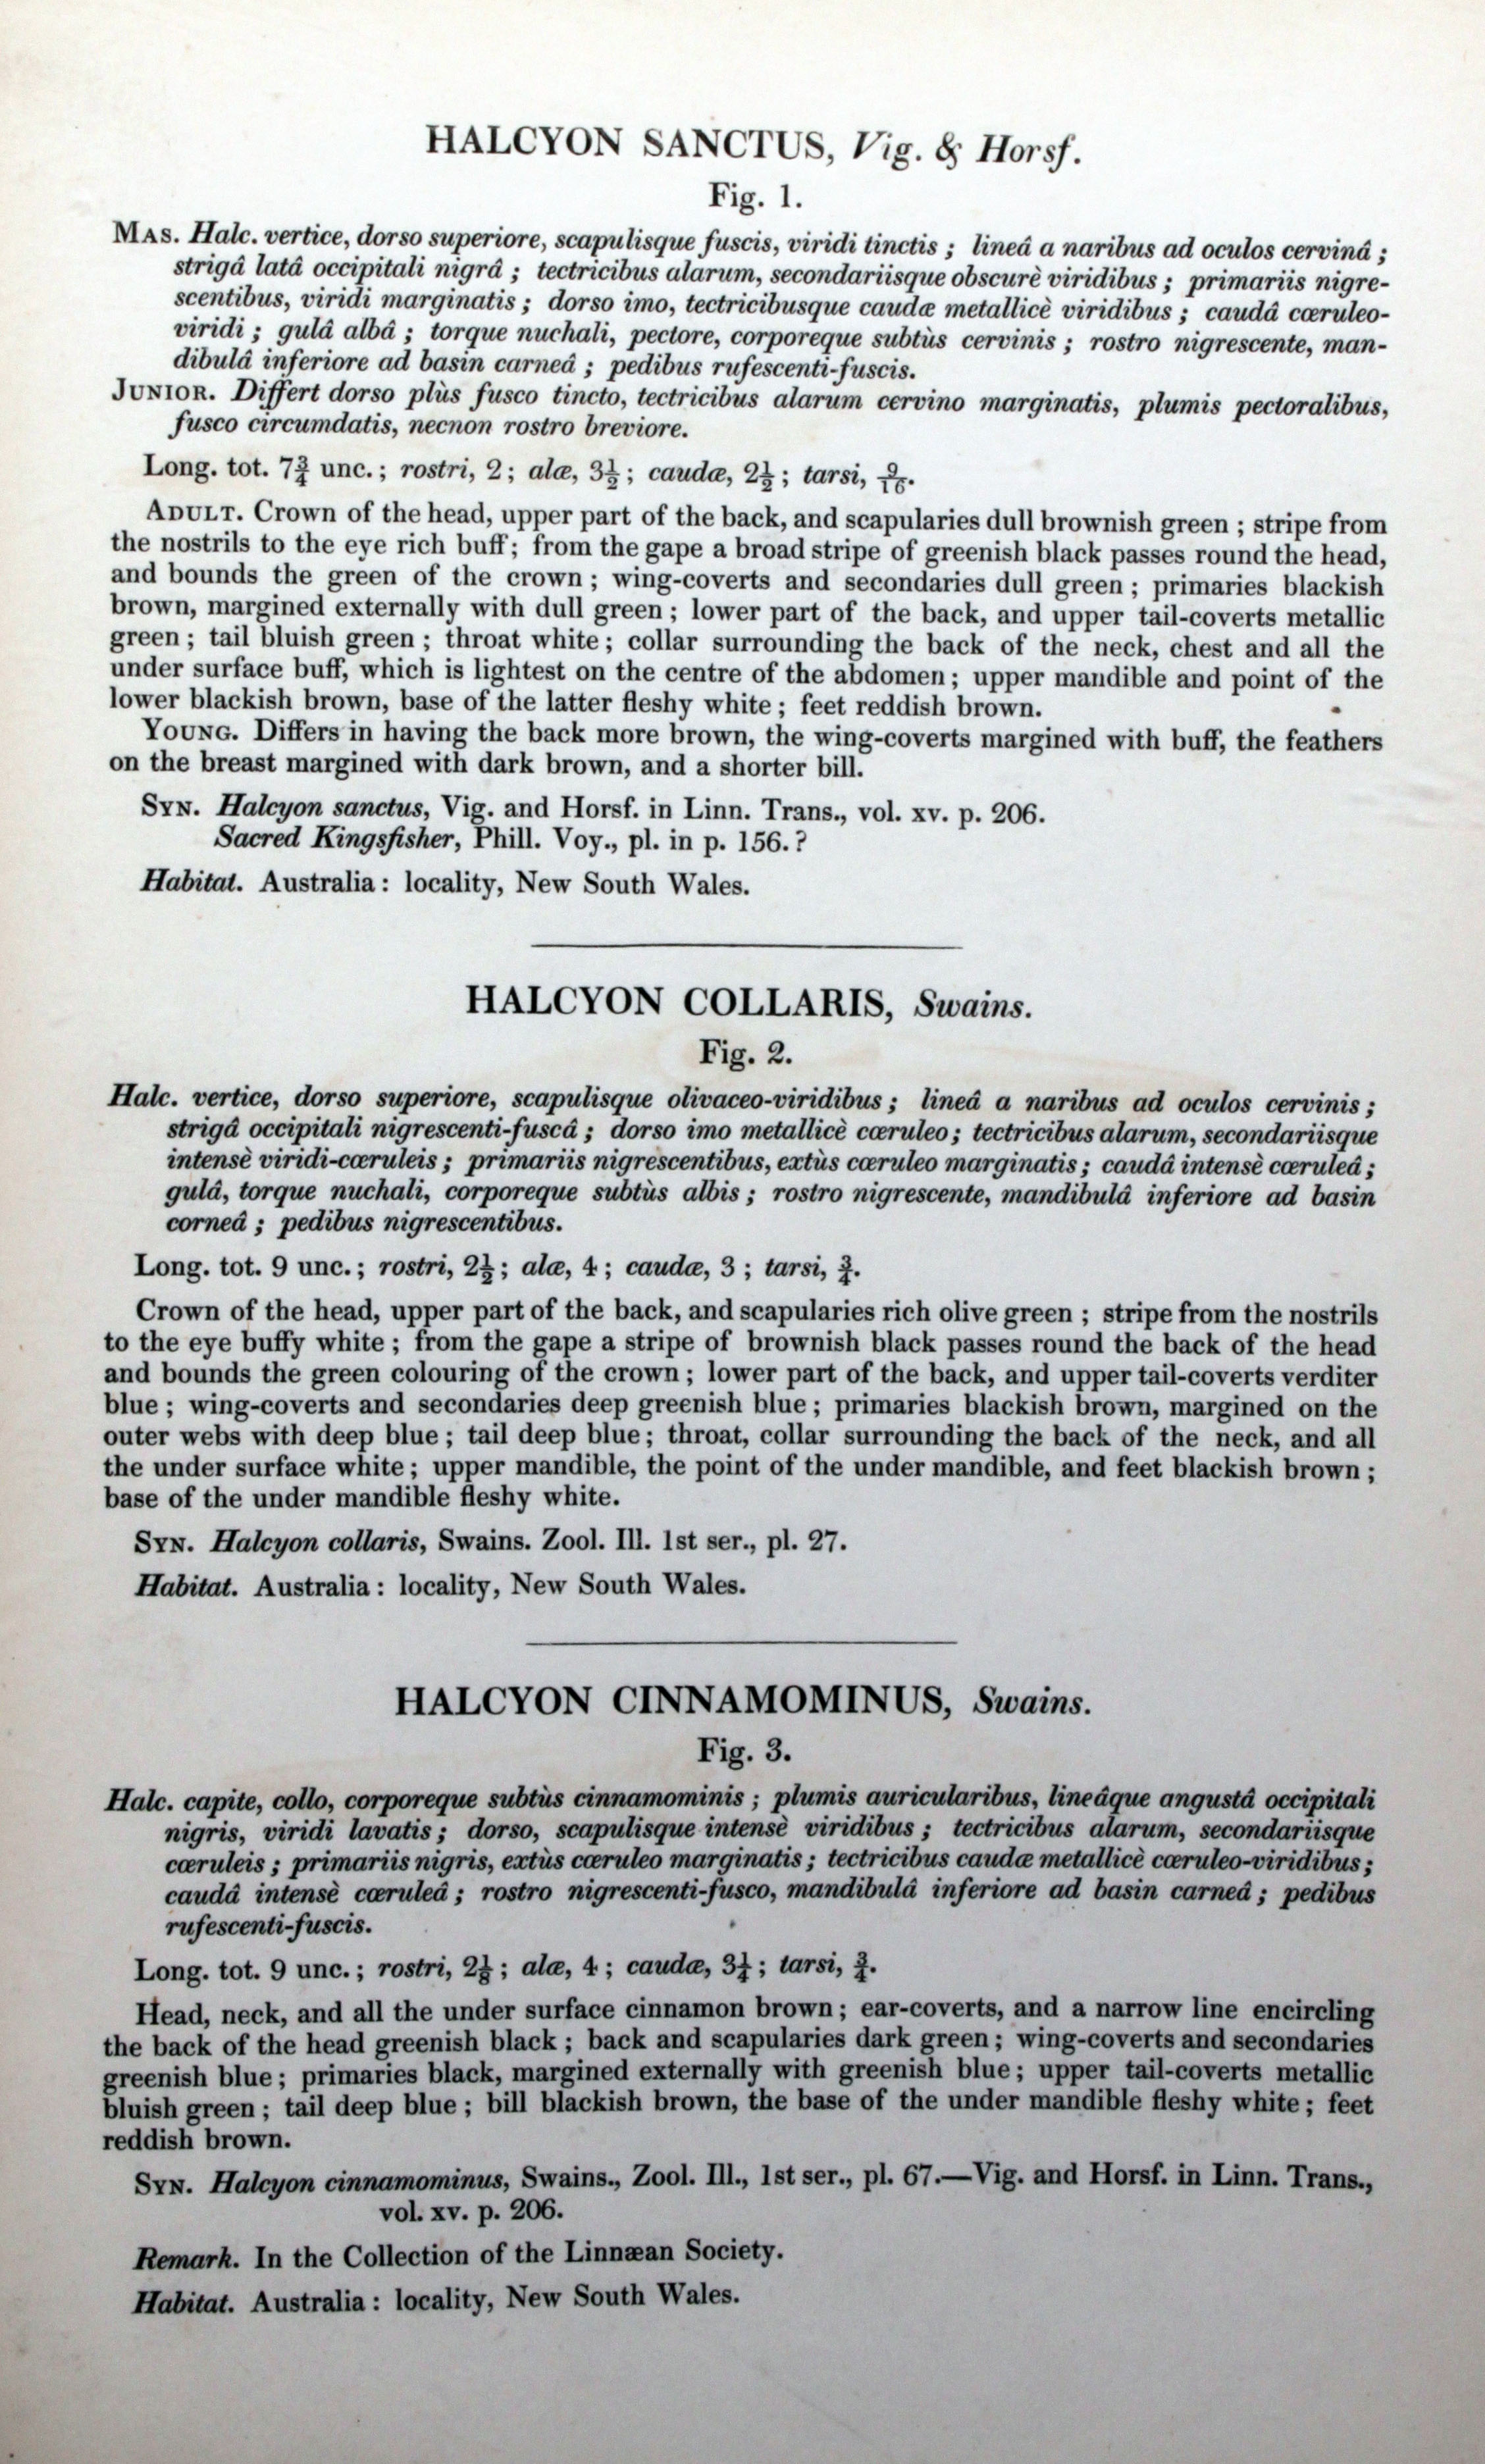 HALCYON SANCTUS, Vig. & Horsf.
Fig. 1.
MAS. Halc. vertice, dorso superiore, scapulisque fuscis, viridi tinctis ; lineâ a naribus ad oculos cervinâ ;
strigâ latâ occipitali nigrâ ; tectricibus alarum, secondariisque obscurè viridibus ; primariis nigre-
scentibus, viridi marginatis ; dorso imo, tectricibusque caudæ metallicè viridibus ; caudâ cœruleo-
viridi ; gulâ albâ ; torque nuchali, pectore, corporeque subtùs cervinis ; rostro nigrescente, man-
dibulâ inferiore ad basin carneâ ; pedibus rufescenti-fuscis.
JUNIOR. Differt dorso plùs fusco tincto, tectricibus alarum cervino marginatis, plumis pectoralibus,
fusco circumdatis, necnon rostro breviore.
Long. tot. 7¾ unc. ; rostri, 2 ; alæ, 3½ ; caudæ, 2½ ; tarsi,
ADULT. Crown of the head, upper part of the back, and scapularies dull brownish green ; stripe from
the nostrils to the eye rich buff ; from the gape a broad stripe of greenish black passes round the head,
and bounds the green of the crown ; wing-coverts and secondaries dull green ; primaries blackish
brown, margined externally with dull green ; lower part of the back, and upper tail-coverts metallic
green ; tail bluish green ; throat white ; collar surrounding the back of the neck, chest and all the
under surface buff, which is lightest on the centre of the abdomen ; upper mandible and point of the
lower blackish brown, base of the latter fleshy white ; feet reddish brown.
YOUNG. Differs in having the back more brown, the wing-coverts margined with buff, the feathers
on the breast margined with dark brown, and a shorter bill.
SYN. Halcyon sanctus, Vig. and Horsf. in Linn. Trans., vol. xv. p. 206.
Sacred Kingsfisher, Phill. Voy., pl. in p. 156. ?
Habitat. Australia : locality, New South Wales.
HALCYON COLLARIS, Swains.
Fig. 2.
Halc. vertice, dorso superiore, scapulisque olivaceo-viridibus ; lineâ a naribus ad oculos cervinis ;
strigâ occipitali nigrescenti-fuscâ ; dorso imo metallicè cœruleo ; tectricibus alarum, secondariisque
intensè viridi-cœruleis ; primariis nigrescentibus, extùs cœruleo marginatis ; caudâ intensè cœruleâ ;
gulâ, torque nuchali, corporeque subtùs albis ; rostro nigrescente, mandibulâ inferiore ad basin
corneâ ; pedibus nigrescentibus.
Long. tot. 9 unc. ; rostri, 2½ ; alæ, 4 ; caudæ, 3 ; tarsi, ¾.
Crown of the head, upper part of the back, and scapularies rich olive green ; stripe from the nostrils
to the eye buffy white ; from the gape a stripe of brownish black passes round the back of the head
and bounds the green colouring of the crown ; lower part of the back, and upper tail-coverts verditer
blue ; wing-coverts and secondaries deep greenish blue ; primaries blackish brown, margined on the
outer webs with deep blue ; tail deep blue ; throat, collar surrounding the back of the neck, and all
the under surface white ; upper mandible, the point of the under mandible, and feet blackish brown ;
base of the under mandible fleshy white.
SYN. Halcyon collaris, Swains. Zool. Ill. 1st ser., pl. 27.
Habitat. Australia : locality, New South Wales.
HALCYON CINNAMOMINUS, Swains.
Fig. 3.
Halc. capite, collo, corporeque subtùs cinnamominis ; plumis auricularibus, lineâque angustâ occipitali
nigris, viridi lavatis ; dorso, scapulisque intensè viridibus ; tectricibus alarum, secondariisque
cœruleis ; primariis nigris, extùs cœruleo marginatis ; tectricibus caudæ metallicè cœruleo-viridibus ;
caudâ intensè cœruleâ ; rostro nigrescenti-fusco, mandibulâ inferiore ad basin carneâ ; pedibus
rufescenti-fuscis.
Long. tot. 9 unc. ; rostri, ; alæ, 4 ; caudæ, ; tarsi, ¾.
Head, neck, and all the under surface cinnamon brown ; ear-coverts, and a narrow line encircling
the back of the head greenish black ; back and scapularies dark green ; wing-coverts and secondaries
greenish blue ; primaries black, margined externally with greenish blue ; upper tail-coverts metallic
bluish green ; tail deep blue ; bill blackish brown, the base of the under mandible fleshy white ; feet
reddish brown.
SYN. Halcyon cinnamominus, Swains., Zool. Ill., 1st ser., pl. 67.—Vig. and Horsf. in Linn. Trans.,
vol. xv. p. 206.
Remark. In the Collection of the Linnæan Society.
Habitat. Australia : locality, New South Wales.